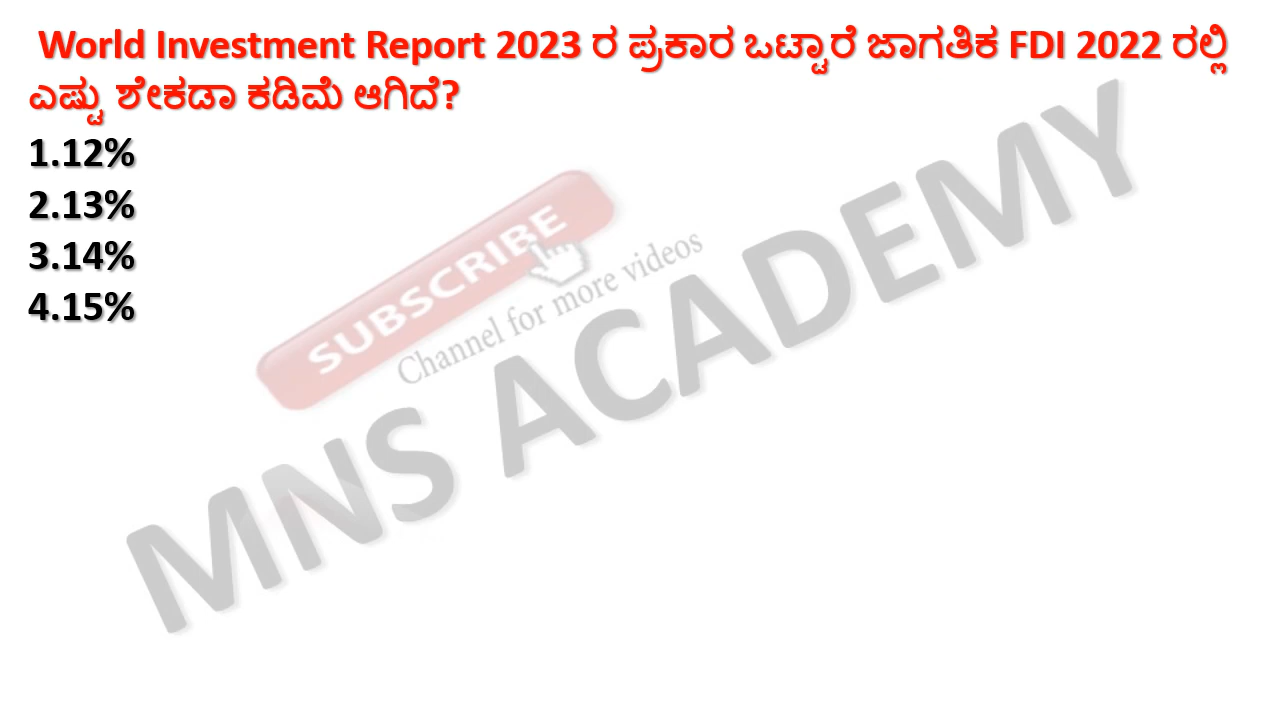 World Investment Report 2023 ರ ಪ್ರಕಾರ ಒಟ್ಟಾರೆ ಜಾಗತಿಕ FDI 2022 ರಲ್ಲಿ
ಎಷ್ಟು ಶೇಕಡಾ ಕಡಿಮೆ ಆಗಿದೆ?
1.12%
2.13%
3.14%
4.15%
SUBSCRIBE
Channel for more videos
MNS ACADEMY